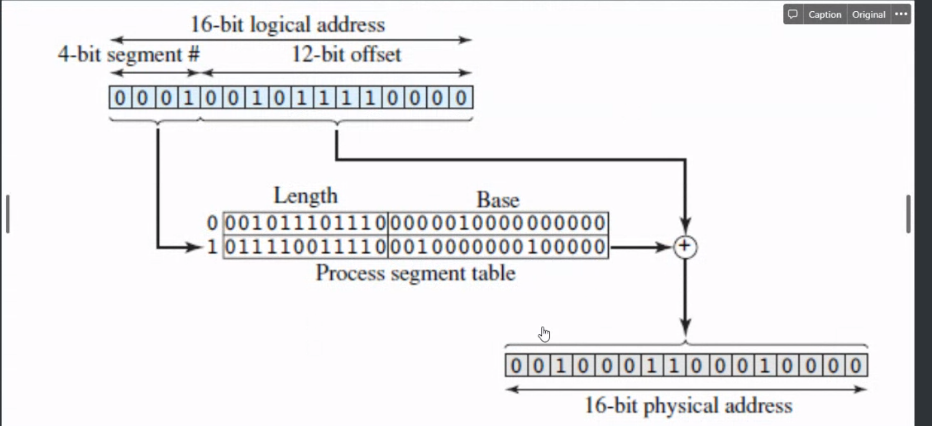 Caption Original
16-bit logical address
4-bit segment # 12-bit offset
0 0 0 1 0 0 1 0 1 1 1 1 0 0 0 0
Length Base
0 001011101110 0000010000000000
1 011110011110 0010000000100000
Process segment table
+
0 0 1 0 0 0 1 1 0 0 0 1 0 0 0 0
16-bit physical address